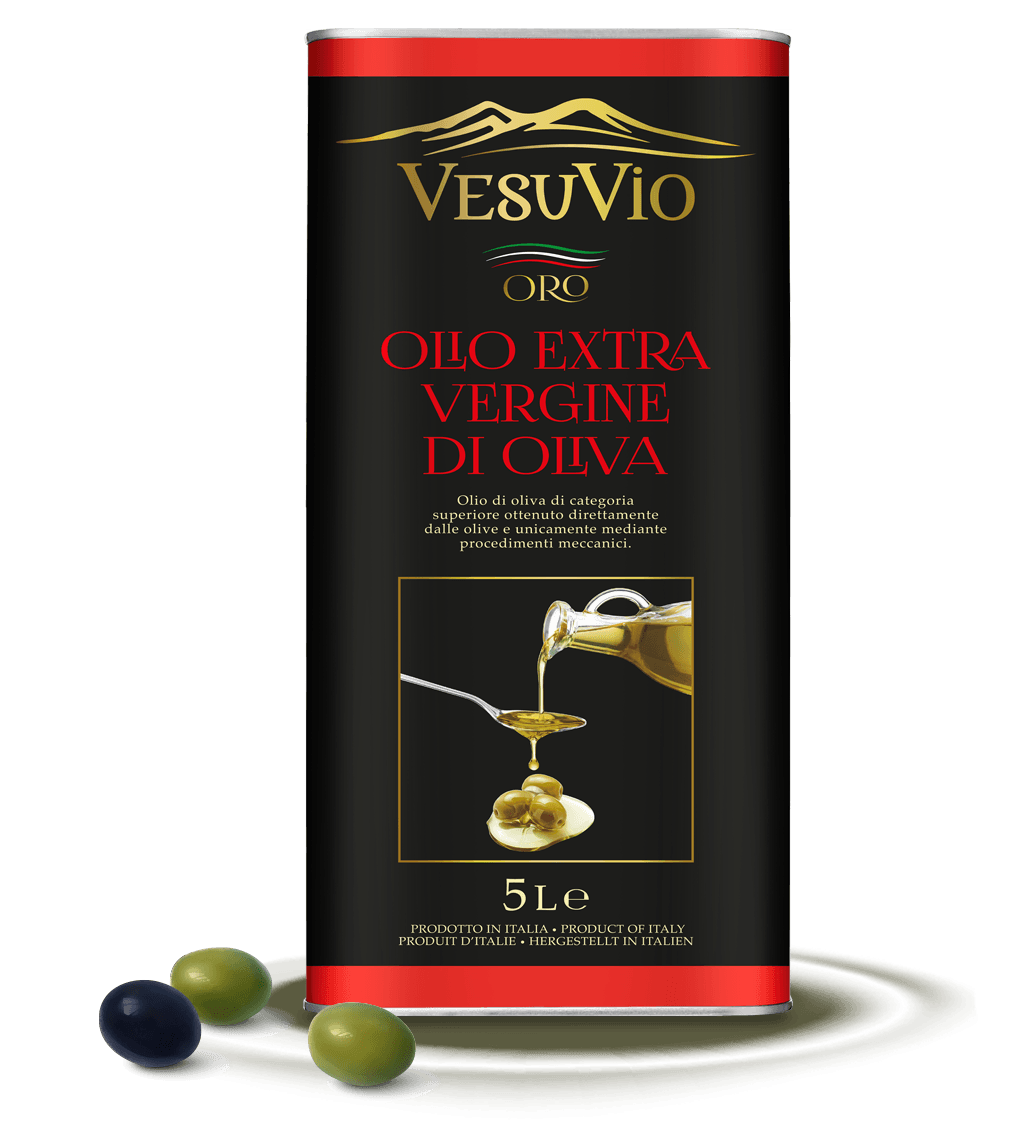 VESUVIO
ORO
OLIO EXTRA
VERGINE
DI OLIVA
Olio di oliva di categoria
superiore ottenuto direttamente
dalle olive e unicamente mediante
procedimenti meccanici.
5 L ℮
PRODOTTO IN ITALIA • PRODUCT OF ITALY
PRODUIT D'ITALIE • HERGESTELLT IN ITALIEN